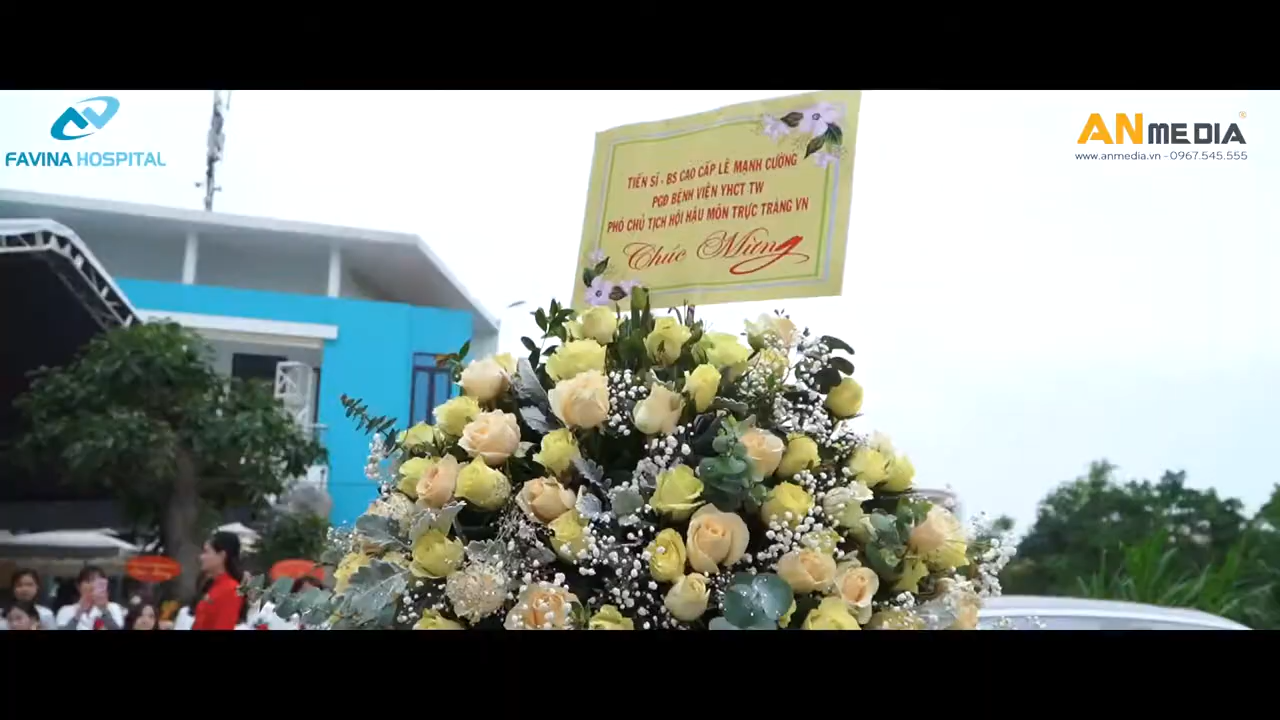 FAVINA HOSPITAL
ANMEDIA
www.anmedia.vn - 0967.545.555
TIẾN SĨ - BS CAO CẤP LÊ MẠNH CƯỜNG
PGĐ BỆNH VIỆN YHCT TW
PHÓ CHỦ TỊCH HỘI HẬU MÔN TRỰC TRÀNG VN
Chúc Mừng